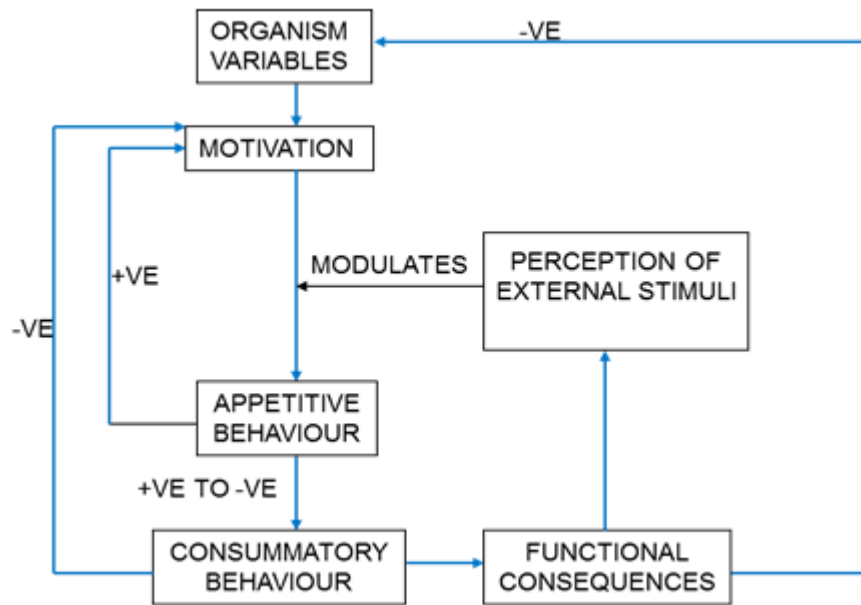 ORGANISM
VARIABLES
-VE
MOTIVATION
MODULATES
PERCEPTION OF
EXTERNAL STIMULI
+VE
-VE
APPETITIVE
BEHAVIOUR
+VE TO -VE
CONSUMMATORY
BEHAVIOUR
FUNCTIONAL
CONSEQUENCES